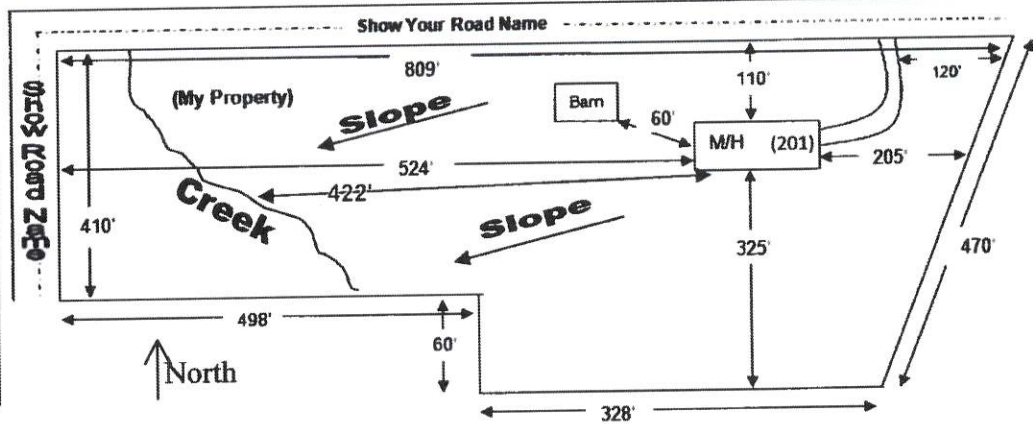 Show Your Road Name
809'
110'
120'
(My Property)
Slope
Barn
60'
M/H (201)
Show Road Name
524'
205'
422'
Creek
410'
Slope
325'
470'
498'
60'
North
328'